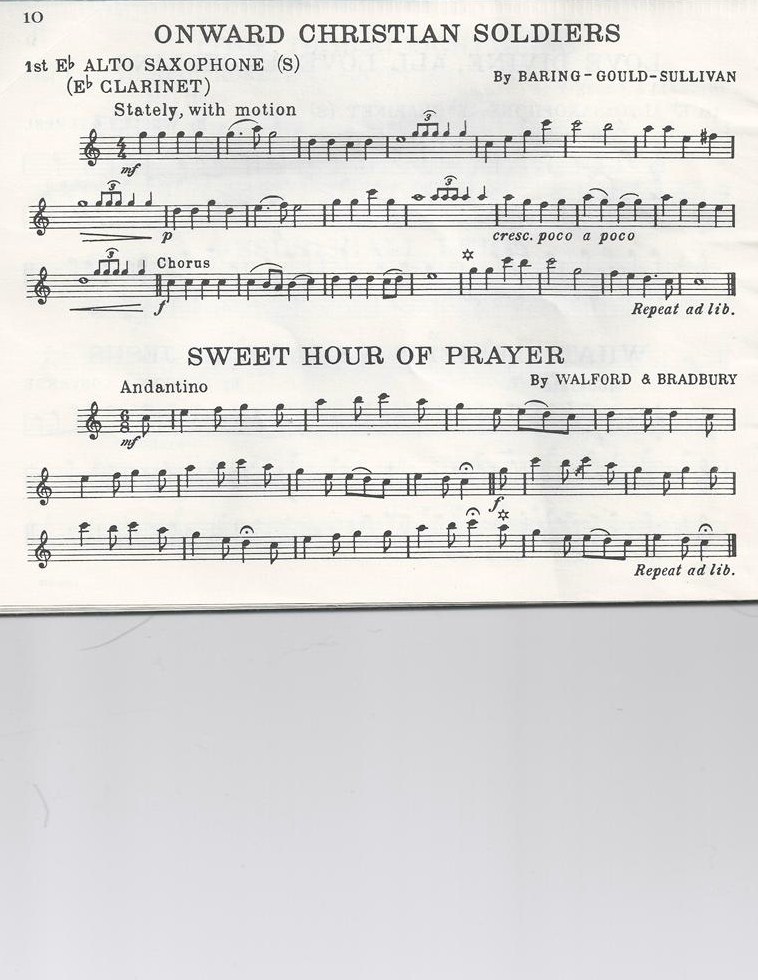 10
ONWARD CHRISTIAN SOLDIERS
1st E♭ ALTO SAXOPHONE (S)
(E♭ CLARINET)
By BARING-GOULD-SULLIVAN
Stately, with motion
4
4
3
mf
3
3
p
cresc. poco a poco
3
Chorus
f
Repeat ad lib.
SWEET HOUR OF PRAYER
By WALFORD & BRADBURY
Andantino
6
8
mf
f
Repeat ad lib.